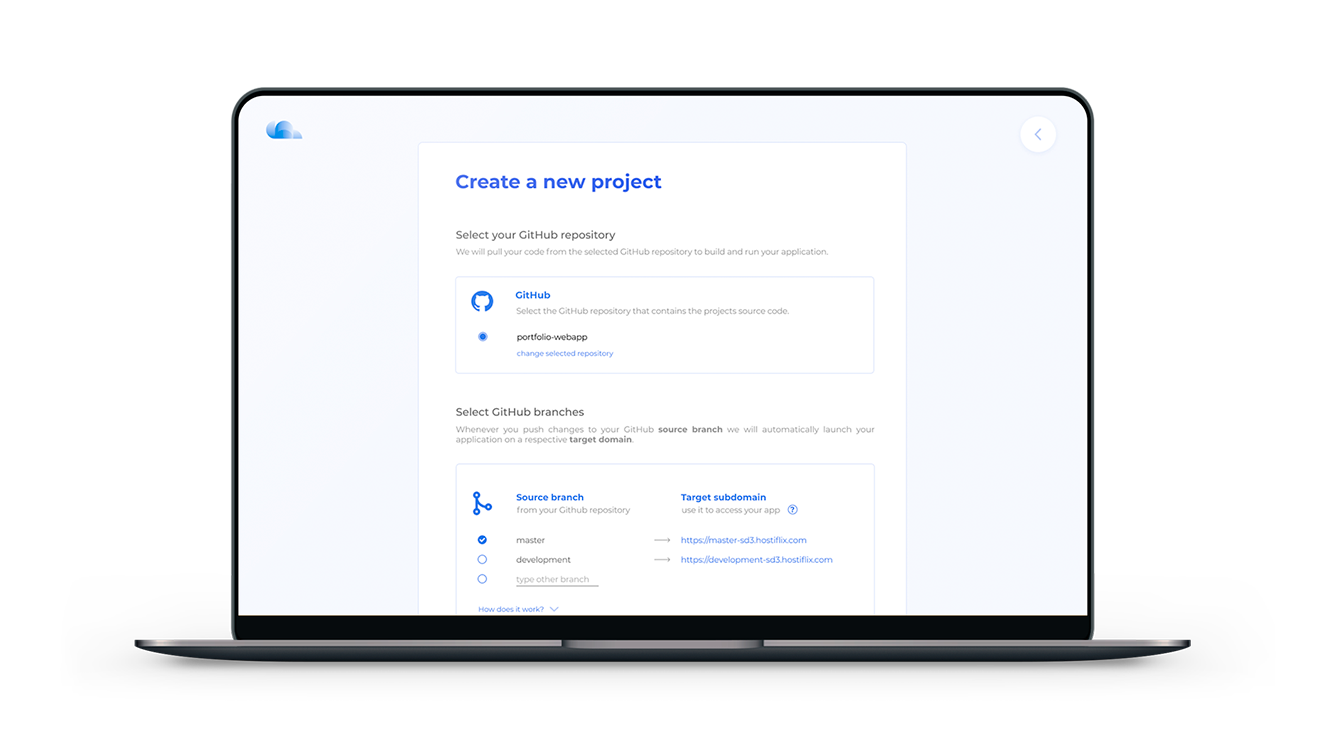 Create a new project
Select your GitHub repository
We will pull your code from the selected GitHub repository to build and run your application.
GitHub
Select the GitHub repository that contains the projects source code.
portfolio-webapp
change selected repository
Select GitHub branches
Whenever you push changes to your GitHub source branch we will automatically launch your
application on a respective target domain.
Source branch
from your Github repository
Target subdomain
use it to access your app ?
master → https://master-sd3.hostiflix.com
development → https://development-sd3.hostiflix.com
type other branch
How does it work?